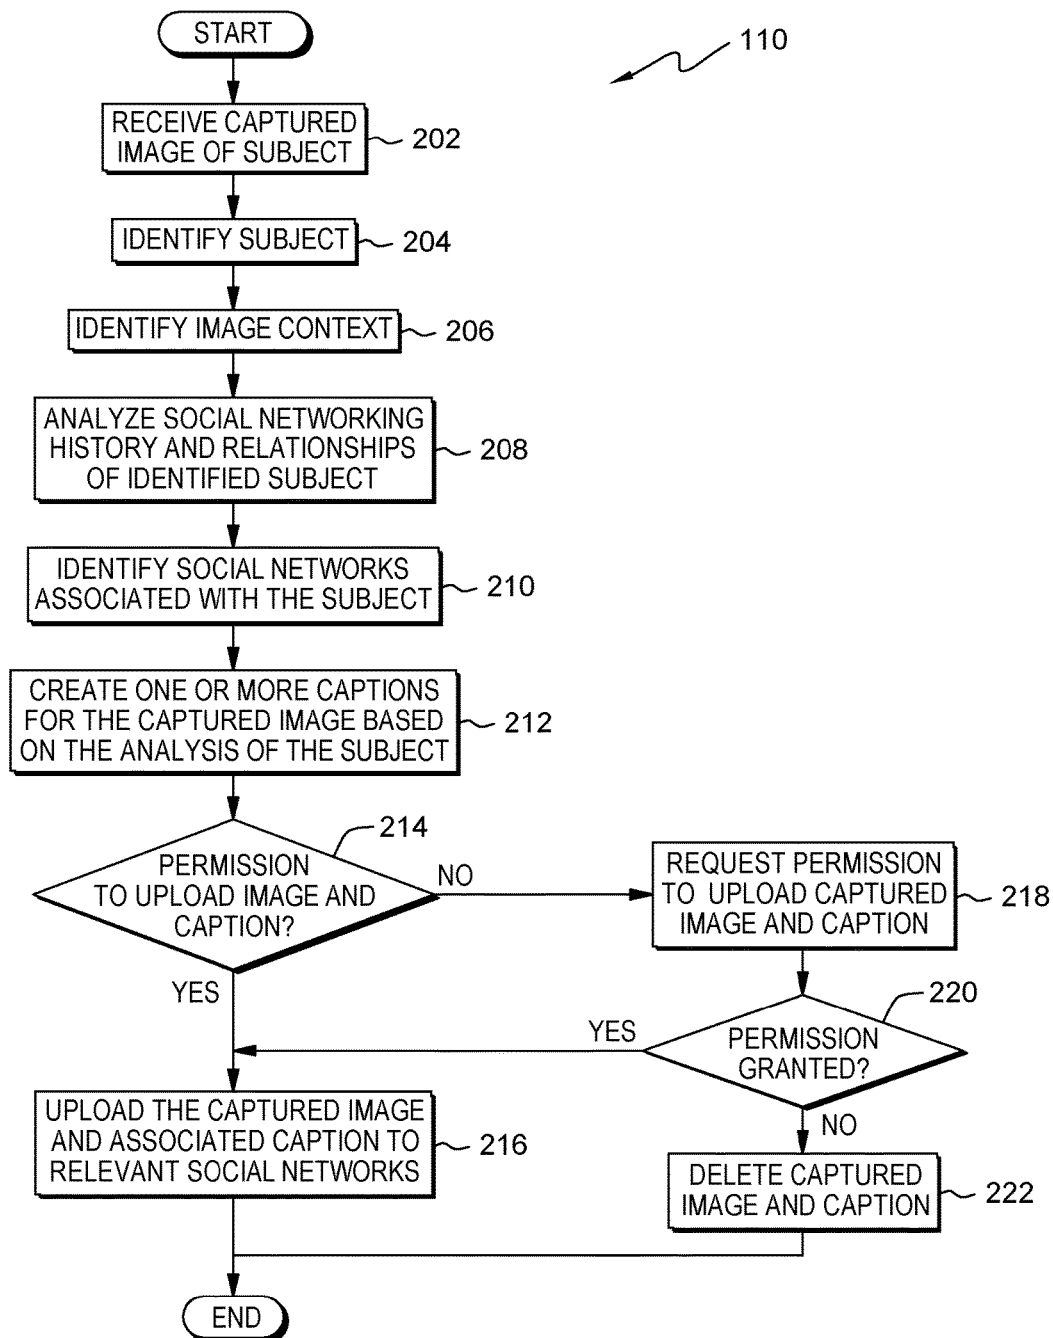 START
110
RECEIVE CAPTURED
IMAGE OF SUBJECT
202
IDENTIFY SUBJECT
204
IDENTIFY IMAGE CONTEXT
206
ANALYZE SOCIAL NETWORKING
HISTORY AND RELATIONSHIPS
OF IDENTIFIED SUBJECT
208
IDENTIFY SOCIAL NETWORKS
ASSOCIATED WITH THE SUBJECT
210
CREATE ONE OR MORE CAPTIONS
FOR THE CAPTURED IMAGE BASED
ON THE ANALYSIS OF THE SUBJECT
212
214
PERMISSION
TO UPLOAD IMAGE AND
CAPTION?
NO
YES
REQUEST PERMISSION
TO UPLOAD CAPTURED
IMAGE AND CAPTION
218
220
PERMISSION
GRANTED?
YES
NO
UPLOAD THE CAPTURED IMAGE
AND ASSOCIATED CAPTION TO
RELEVANT SOCIAL NETWORKS
216
DELETE CAPTURED
IMAGE AND CAPTION
222
END